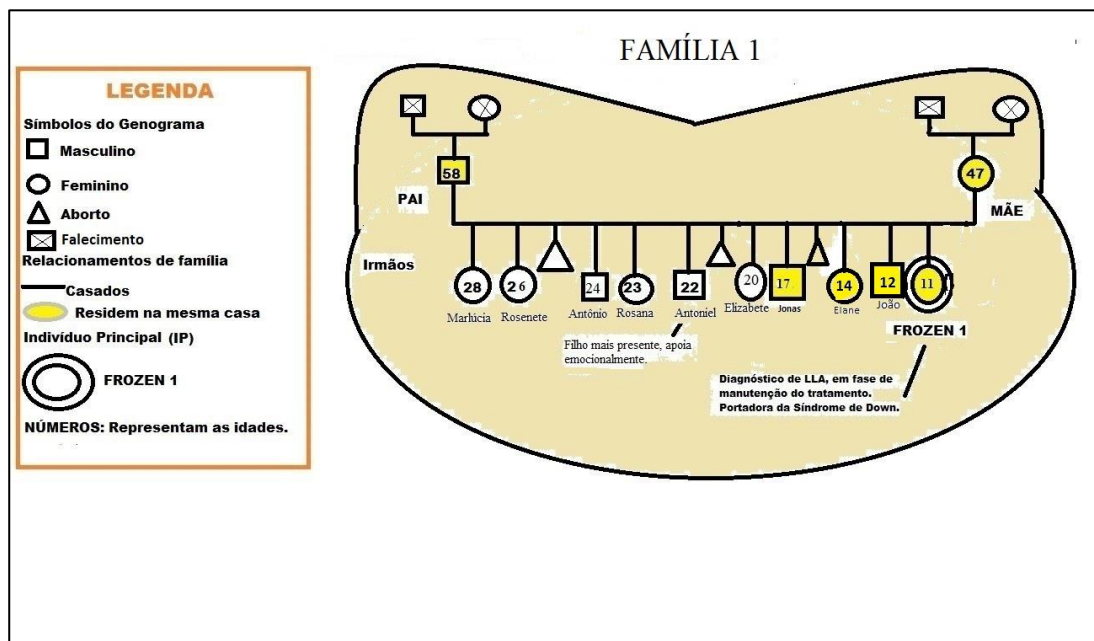 FAMÍLIA 1
LEGENDA
Símbolos do Genograma
Masculino
Feminino
Aborto
Falecimento
Relacionamentos de família
Casados
Residem na mesma casa
Indivíduo Principal (IP)
FROZEN 1
NÚMEROS: Representam as idades.
58
47
PAI
MÃE
Irmãos
28
26
24
23
22
20
17
14
12
11
Marlúcia
Rosenete
Antônio
Rosana
Antoniel
Elizabete
Jonas
Elane
João
FROZEN 1
Filho mais presente, apoia
emocionalmente.
Diagnóstico de LLA, em fase de
manutenção do tratamento.
Portadora da Síndrome de Down.